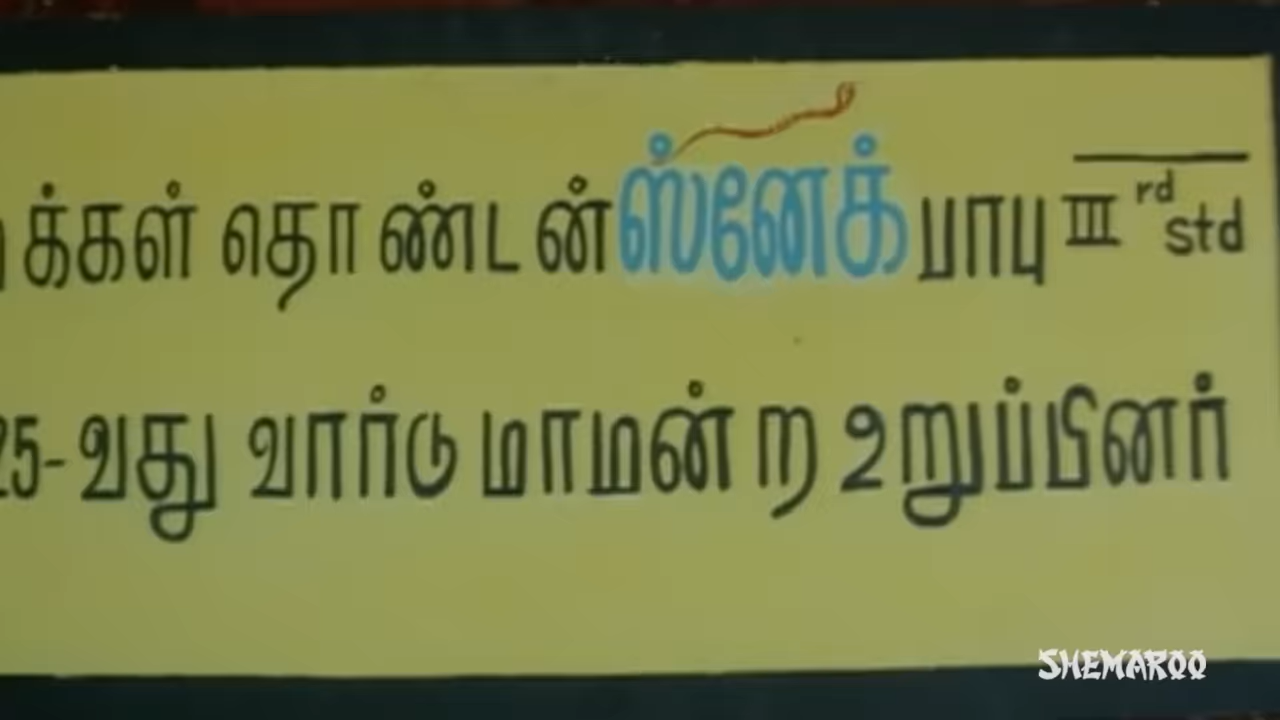 க்கள் தொண்டன் ஸ்னேக் பாபு III rd std
25-வது வார்டு மாமன்ற உறுப்பினர்
SHEMAROO